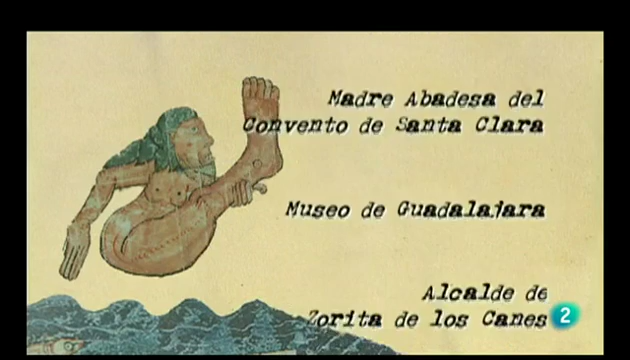 Madre Abadesa del
Convento de Santa Clara
Museo de Guadalajara
Alcalde de
Zorita de los Canes
2